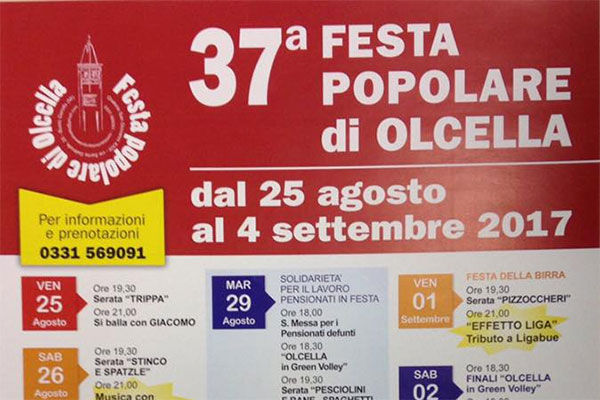 Festa popolare di Olcella
37ª FESTA
POPOLARE
di OLCELLA
dal 25 agosto
al 4 settembre 2017
Per informazioni
e prenotazioni
0331 569091
VEN
25
Agosto
Ore 19,30
Serata "TRIPPA"
Ore 21,00
Si balla con GIACOMO
SAB
26
Agosto
Ore 19,30
Serata "STINCO
E SPATZLE"
Ore 21,00
Musica con
MAR
29
Agosto
SOLIDARIETA'
PER IL LAVORO
PENSIONATI IN FESTA
Ore 18,00
S. Messa per i
Pensionati defunti
Ore 18,30
"OLCELLA
in Green Volley"
Ore 19,30
Serata "PESCIOLINI
E PANE - SPAGHETTI
VEN
01
Settembre
FESTA DELLA BIRRA
Ore 19,30
Serata "PIZZOCCHERI"
Ore 21,00
"EFFETTO LIGA"
Tributo a Ligabue
SAB
02
Ore 18,30
FINALI "OLCELLA
in Green Volley"
Ore 19,30